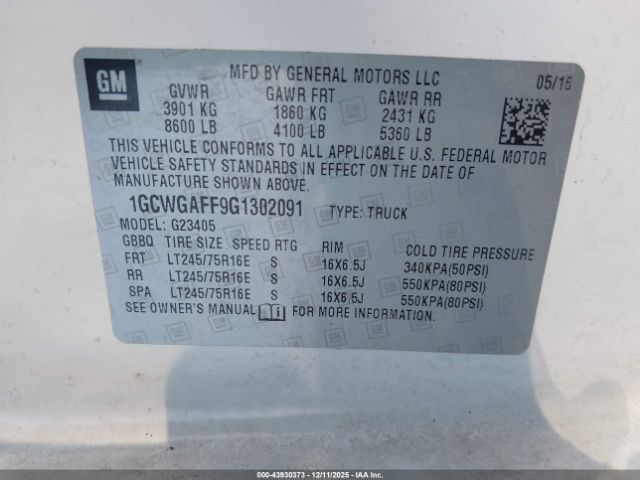 GM
MFD BY GENERAL MOTORS LLC
05/16
GVWR GAWR FRT GAWR RR
3901 KG 1860 KG 2431 KG
8600 LB 4100 LB 5360 LB
THIS VEHICLE CONFORMS TO ALL APPLICABLE U.S. FEDERAL MOTOR
VEHICLE SAFETY STANDARDS IN EFFECT ON THE DATE OF
MANUFACTURE SHOWN ABOVE.
1GCWGAFF9G1302091 TYPE: TRUCK
MODEL: G23405
GBBQ TIRE SIZE SPEED RTG RIM COLD TIRE PRESSURE
FRT LT245/75R16E S 16X6.5J 340KPA(50PSI)
RR LT245/75R16E S 16X6.5J 550KPA(80PSI)
SPA LT245/75R16E S 16X6.5J 550KPA(80PSI)
SEE OWNER'S MANUAL FOR MORE INFORMATION
000-43930373 - 12/11/2025 - COPART